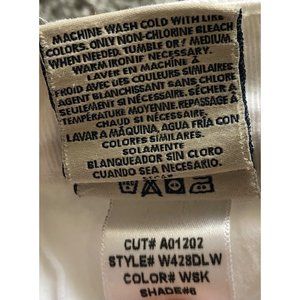 MACHINE WASH COLD WITH LIKE
COLORS. ONLY NON-CHLORINE BLEACH
WHEN NEEDED. TUMBLE DRY MEDIUM
WARM IRON IF NECESSARY.
LAVER EN MACHINE À
FROID AVEC DES COULEURS SIMILAIRES.
AGENT BLANCHISSANT SANS CHLORE
SEULEMENT SI NÉCESSAIRE. SÉCHAGE À
TEMPÉRATURE MOYENNE. REPASSAGE À
CHAUD SI NÉCESSAIRE.
LAVAR A MÁQUINA, AGUA FRÍA CON
COLORES SIMILARES.
SOLAMENTE
BLANQUEADOR SIN CLORO
CUANDO SEA NECESARIO.
CUT# A01202
STYLE# W428DLW
COLOR# WSK
SHADE#6